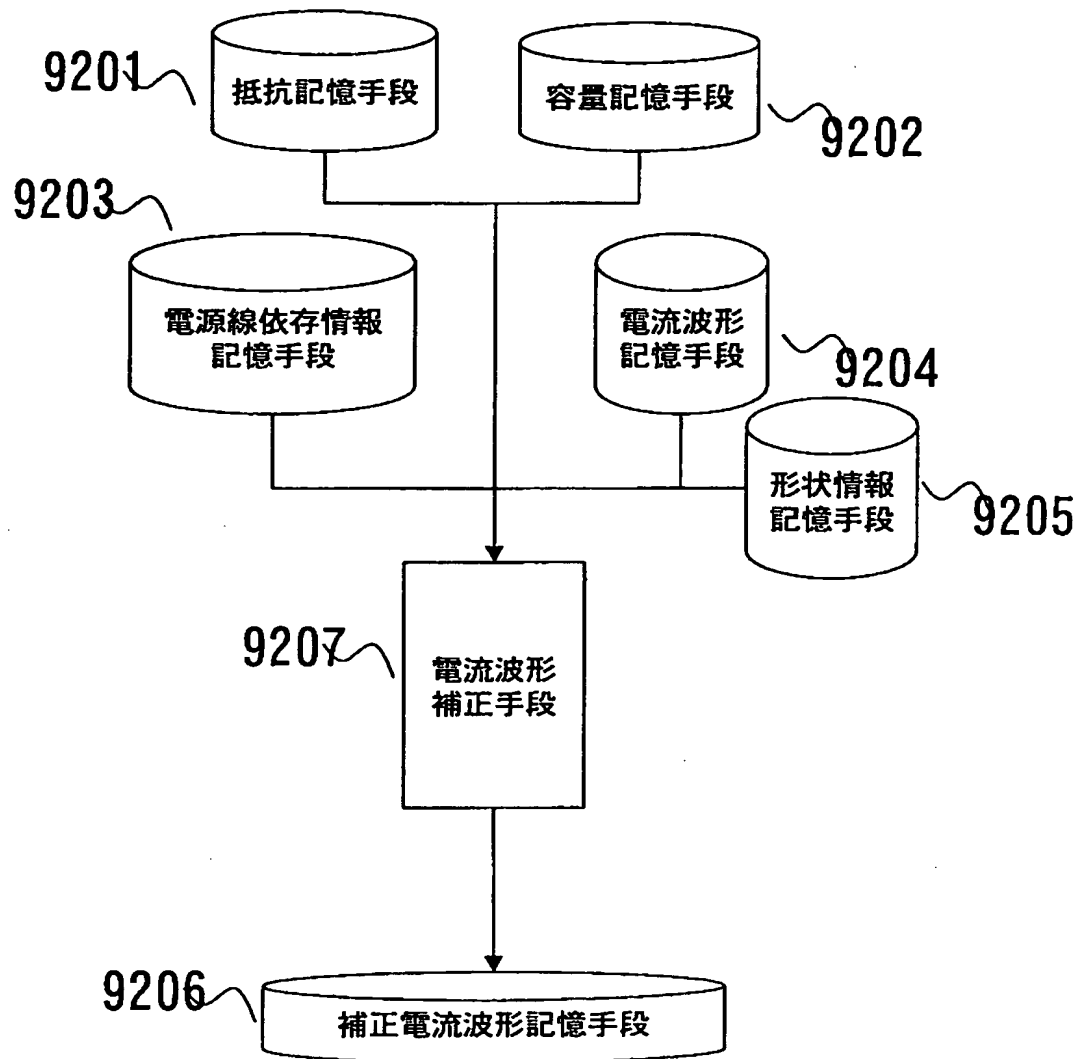 9201
抵抗記憶手段
容量記憶手段
9202
9203
電源線依存情報
記憶手段
電流波形
記憶手段
9204
形状情報
記憶手段
9205
9207
電流波形
補正手段
9206
補正電流波形記憶手段